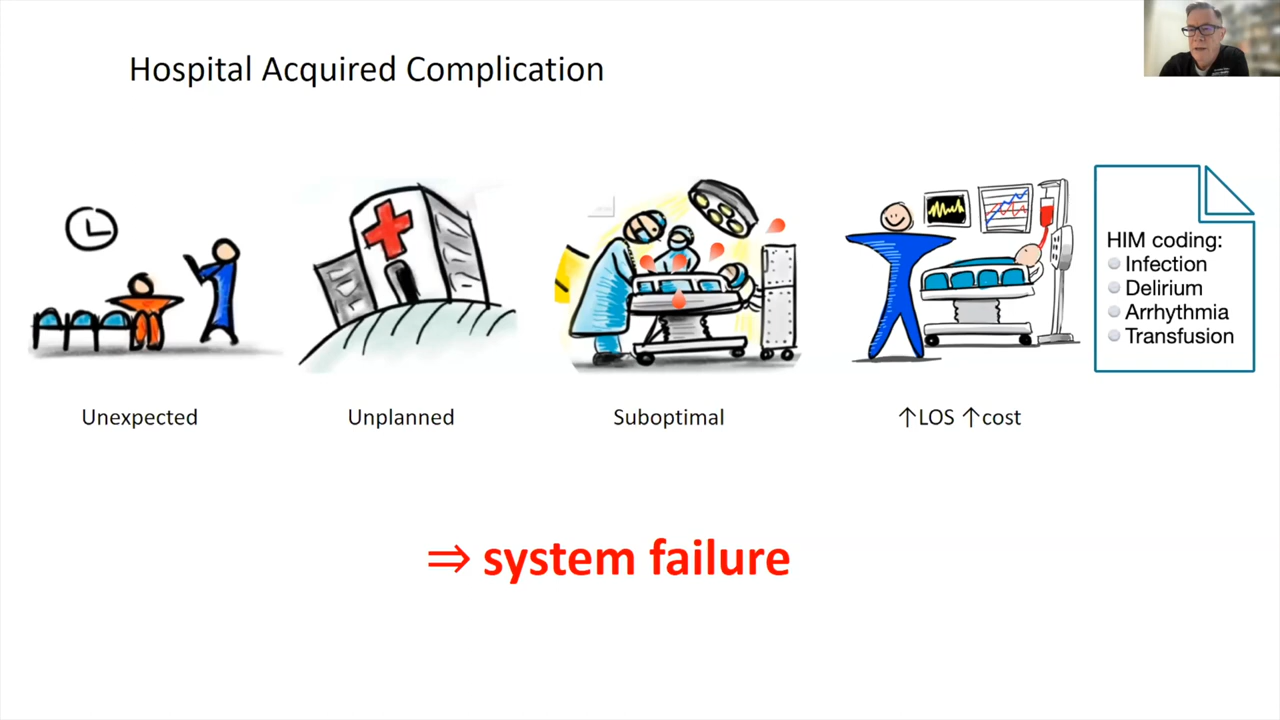 Hospital Acquired Complication
HIM coding:
Infection
Delirium
Arrhythmia
Transfusion
Unexpected
Unplanned
Suboptimal
↑LOS ↑cost
⇒ system failure